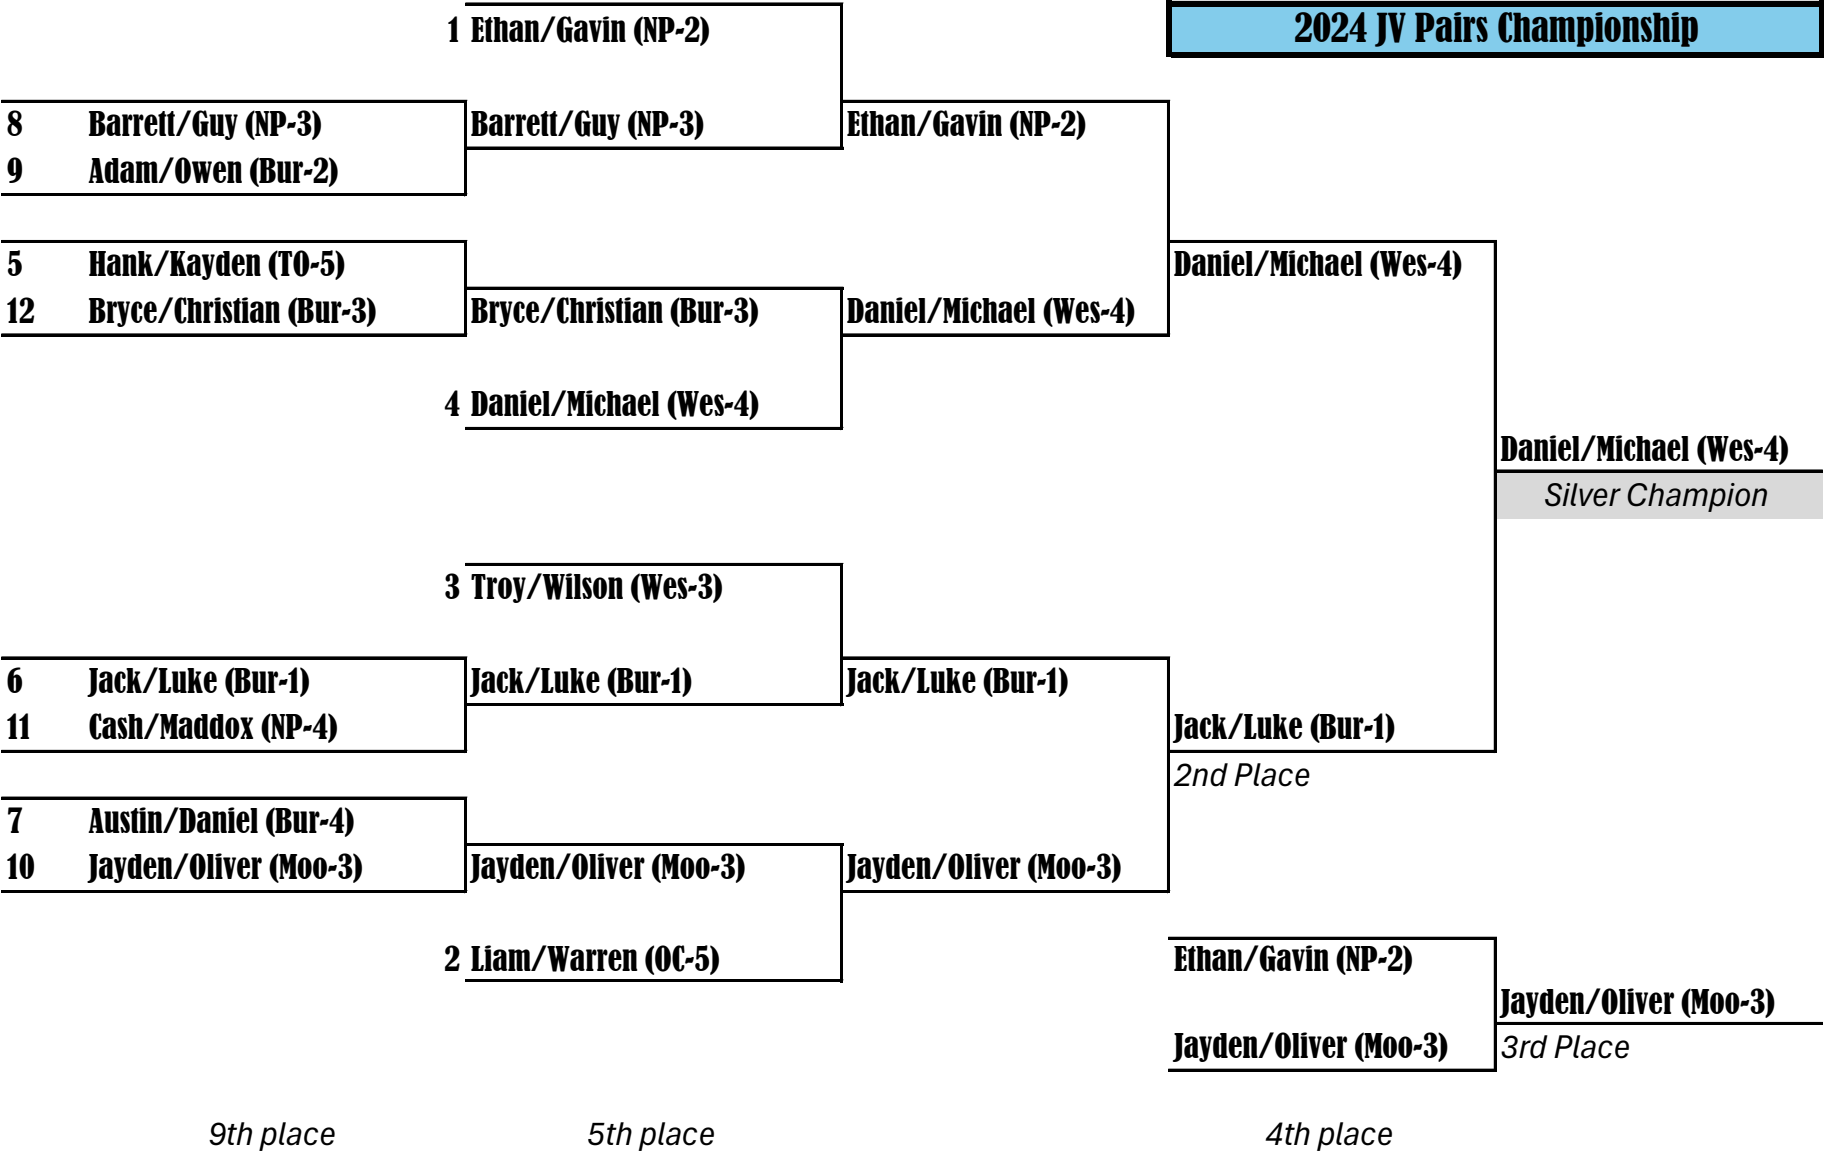 1 Ethan/Gavin (NP-2)
2024 JV Pairs Championship
8 Barrett/Guy (NP-3) Barrett/Guy (NP-3) Ethan/Gavin (NP-2)
9 Adam/Owen (Bur-2)
5 Hank/Kayden (TO-5) Daniel/Michael (Wes-4)
12 Bryce/Christian (Bur-3) Bryce/Christian (Bur-3) Daniel/Michael (Wes-4)
4 Daniel/Michael (Wes-4)
Daniel/Michael (Wes-4)
Silver Champion
3 Troy/Wilson (Wes-3)
6 Jack/Luke (Bur-1) Jack/Luke (Bur-1) Jack/Luke (Bur-1)
11 Cash/Maddox (NP-4) Jack/Luke (Bur-1)
2nd Place
7 Austin/Daniel (Bur-4)
10 Jayden/Oliver (Moo-3) Jayden/Oliver (Moo-3) Jayden/Oliver (Moo-3)
2 Liam/Warren (OC-5) Ethan/Gavin (NP-2)
Jayden/Oliver (Moo-3)
Jayden/Oliver (Moo-3) 3rd Place
9th place 5th place 4th place